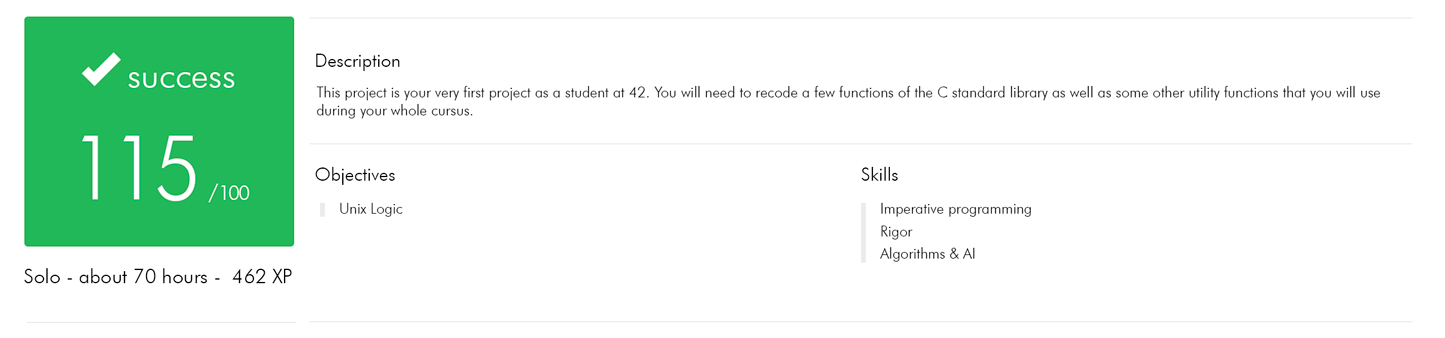 success
115 /100
Solo - about 70 hours - 462 XP
Description
This project is your very first project as a student at 42. You will need to recode a few functions of the C standard library as well as some other utility functions that you will use
during your whole cursus.
Objectives
Unix Logic
Skills
Imperative programming
Rigor
Algorithms & AI